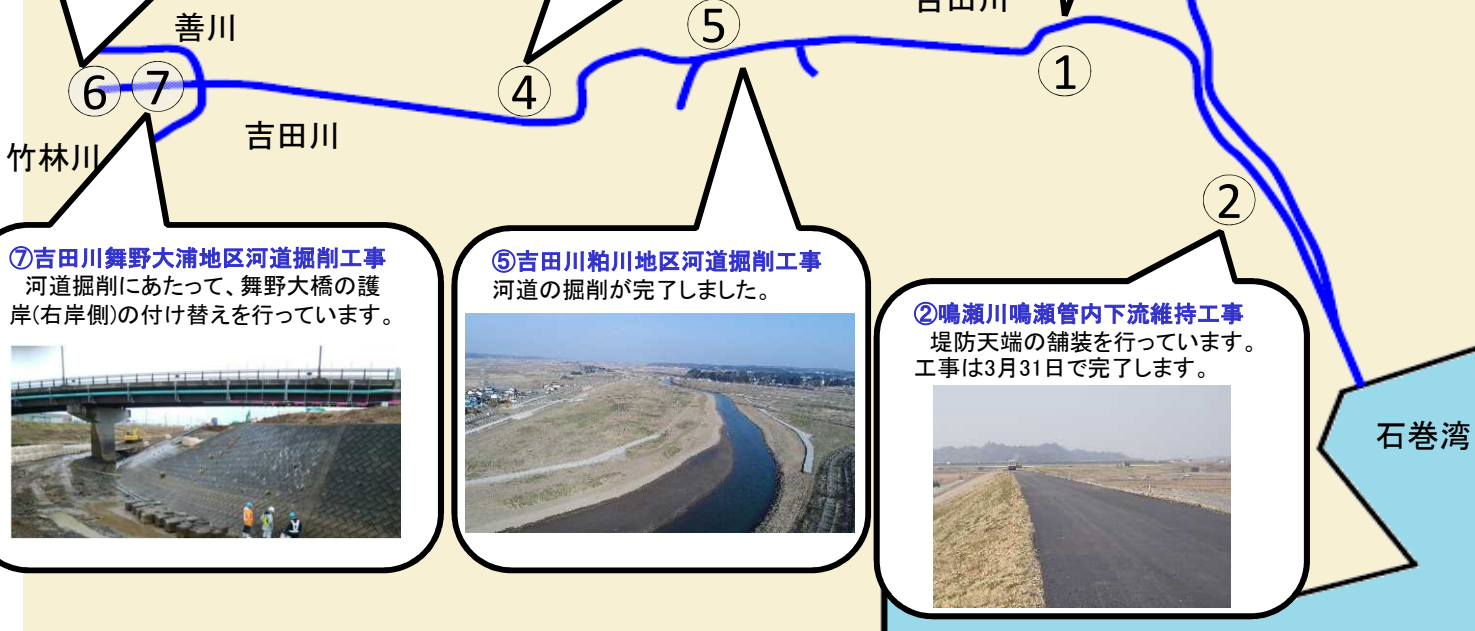 吉田川
善川
⑤
①
⑥
⑦
④
吉田川
竹林川
②
⑦吉田川舞野大浦地区河道掘削工事
河道掘削にあたって、舞野大橋の護
岸(右岸側)の付け替えを行っています。
⑤吉田川粕川地区河道掘削工事
河道の掘削が完了しました。
②鳴瀬川鳴瀬管内下流維持工事
堤防天端の舗装を行っています。
工事は3月31日で完了します。
石巻湾